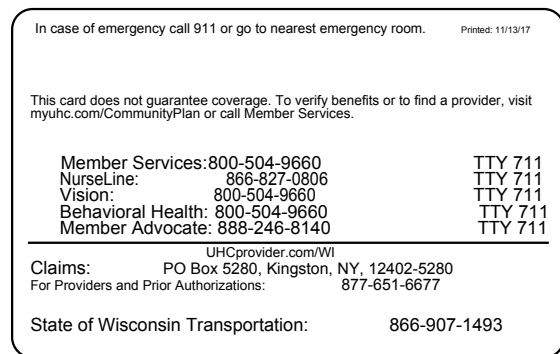 In case of emergency call 911 or go to nearest emergency room. Printed: 11/13/17
This card does not guarantee coverage. To verify benefits or to find a provider, visit
myuhc.com/CommunityPlan or call Member Services.
Member Services:800-504-9660 TTY 711
NurseLine: 866-827-0806 TTY 711
Vision: 800-504-9660 TTY 711
Behavioral Health: 800-504-9660 TTY 711
Member Advocate: 888-246-8140 TTY 711
UHCprovider.com/WI
Claims: PO Box 5280, Kingston, NY, 12402-5280
For Providers and Prior Authorizations: 877-651-6677
State of Wisconsin Transportation: 866-907-1493